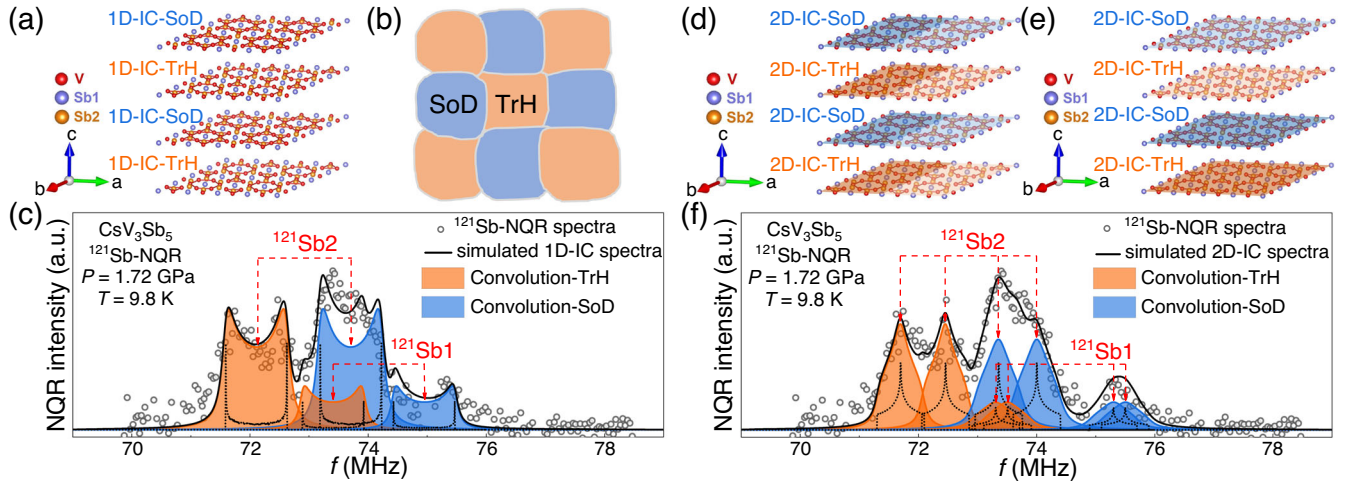 (a)
1D-IC-SoD
1D-IC-TrH
1D-IC-SoD
1D-IC-TrH
V
Sb1
Sb2
c
b
a
(b)
SoD TrH
(c)
CsV₃Sb₅
¹²¹Sb-NQR
P = 1.72 GPa
T = 9.8 K
¹²¹Sb2
¹²¹Sb1
¹²¹Sb-NQR spectra
simulated 1D-IC spectra
Convolution-TrH
Convolution-SoD
NQR intensity (a.u.)
70 72 74 76 78
f (MHz)
(d)
2D-IC-SoD
2D-IC-TrH
2D-IC-SoD
2D-IC-TrH
V
Sb1
Sb2
c
b
a
(e)
2D-IC-SoD
2D-IC-TrH
2D-IC-SoD
2D-IC-TrH
V
Sb1
Sb2
c
b
a
(f)
CsV₃Sb₅
¹²¹Sb-NQR
P = 1.72 GPa
T = 9.8 K
¹²¹Sb2
¹²¹Sb1
¹²¹Sb-NQR spectra
simulated 2D-IC spectra
Convolution-TrH
Convolution-SoD
NQR intensity (a.u.)
70 72 74 76 78
f (MHz)